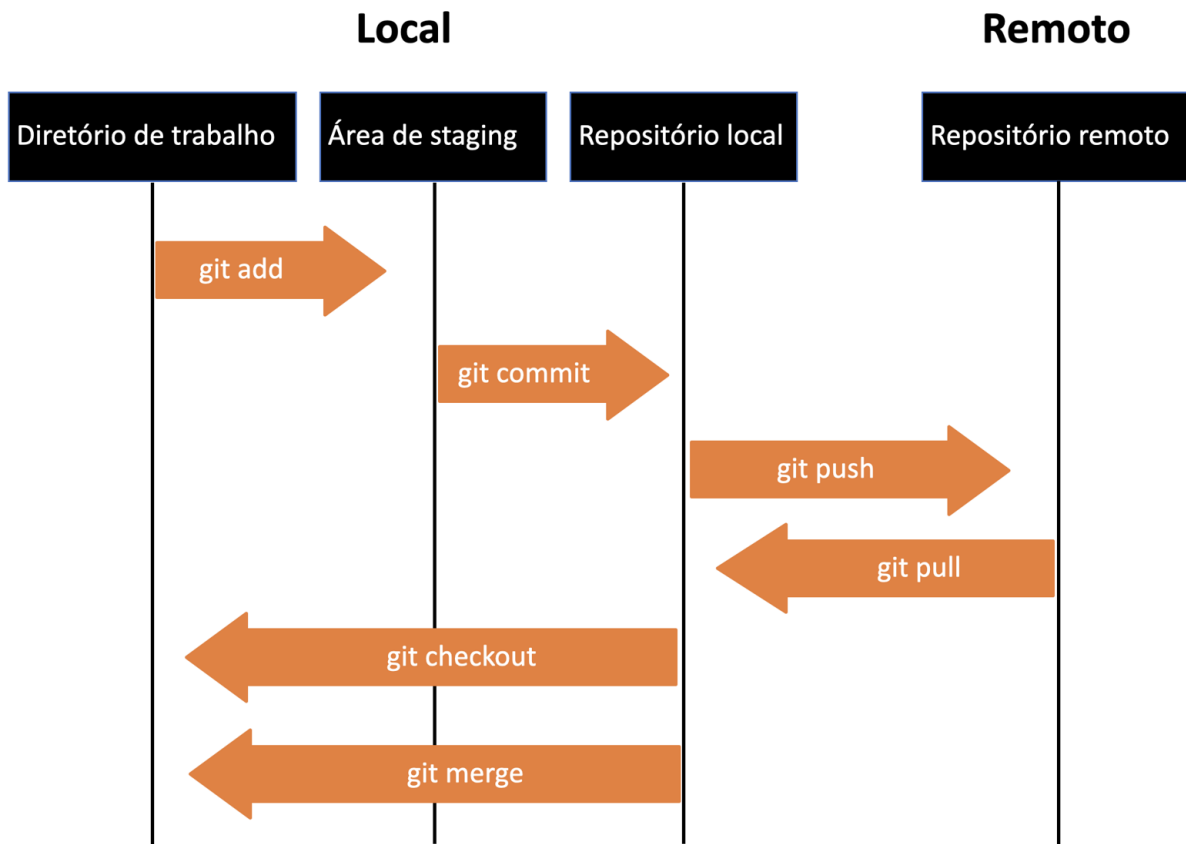 Local
Remoto
Diretório de trabalho
Área de staging
Repositório local
Repositório remoto
git add
git commit
git push
git pull
git checkout
git merge